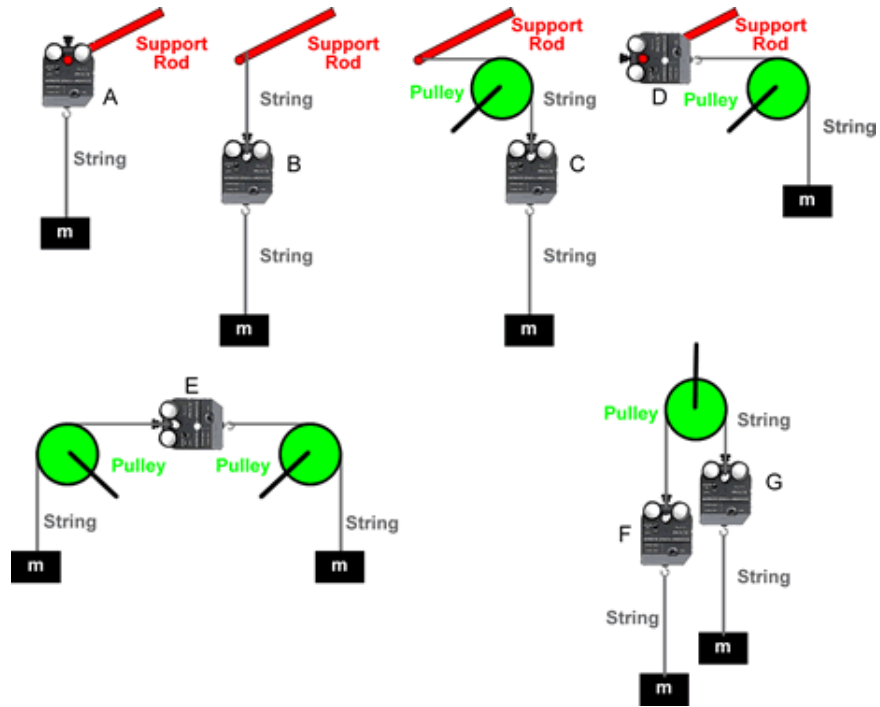 Support
Rod
A
String
m
Support
Rod
String
B
String
m
Support
Rod
Pulley
String
C
String
m
Support
Rod
D
Pulley
String
m
E
Pulley
Pulley
String
String
m
m
Pulley
String
G
F
String
String
m
m